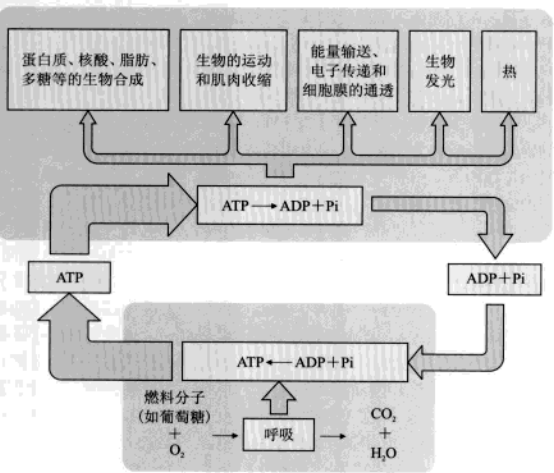 蛋白质、核酸、脂肪、
多糖等的生物合成
生物的运动
和肌肉收缩
能量输送、
电子传递和
细胞膜的通透
生物
发光
热
ATP→ADP+Pi
ATP
ADP+Pi
ATP←ADP+Pi
燃料分子
(如葡萄糖)
+
O₂
呼吸
CO₂
+
H₂O